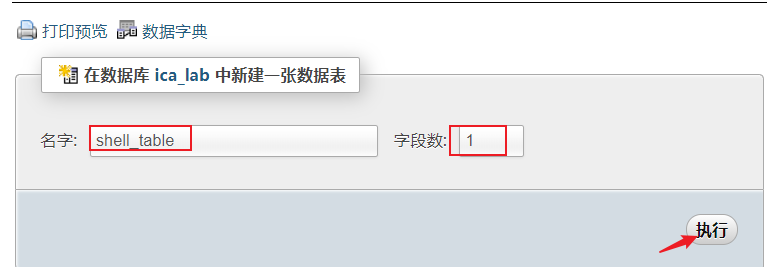 打印预览 数据字典
在数据库 ica_lab 中新建一张数据表
名字: shell_table 字段数: 1
执行